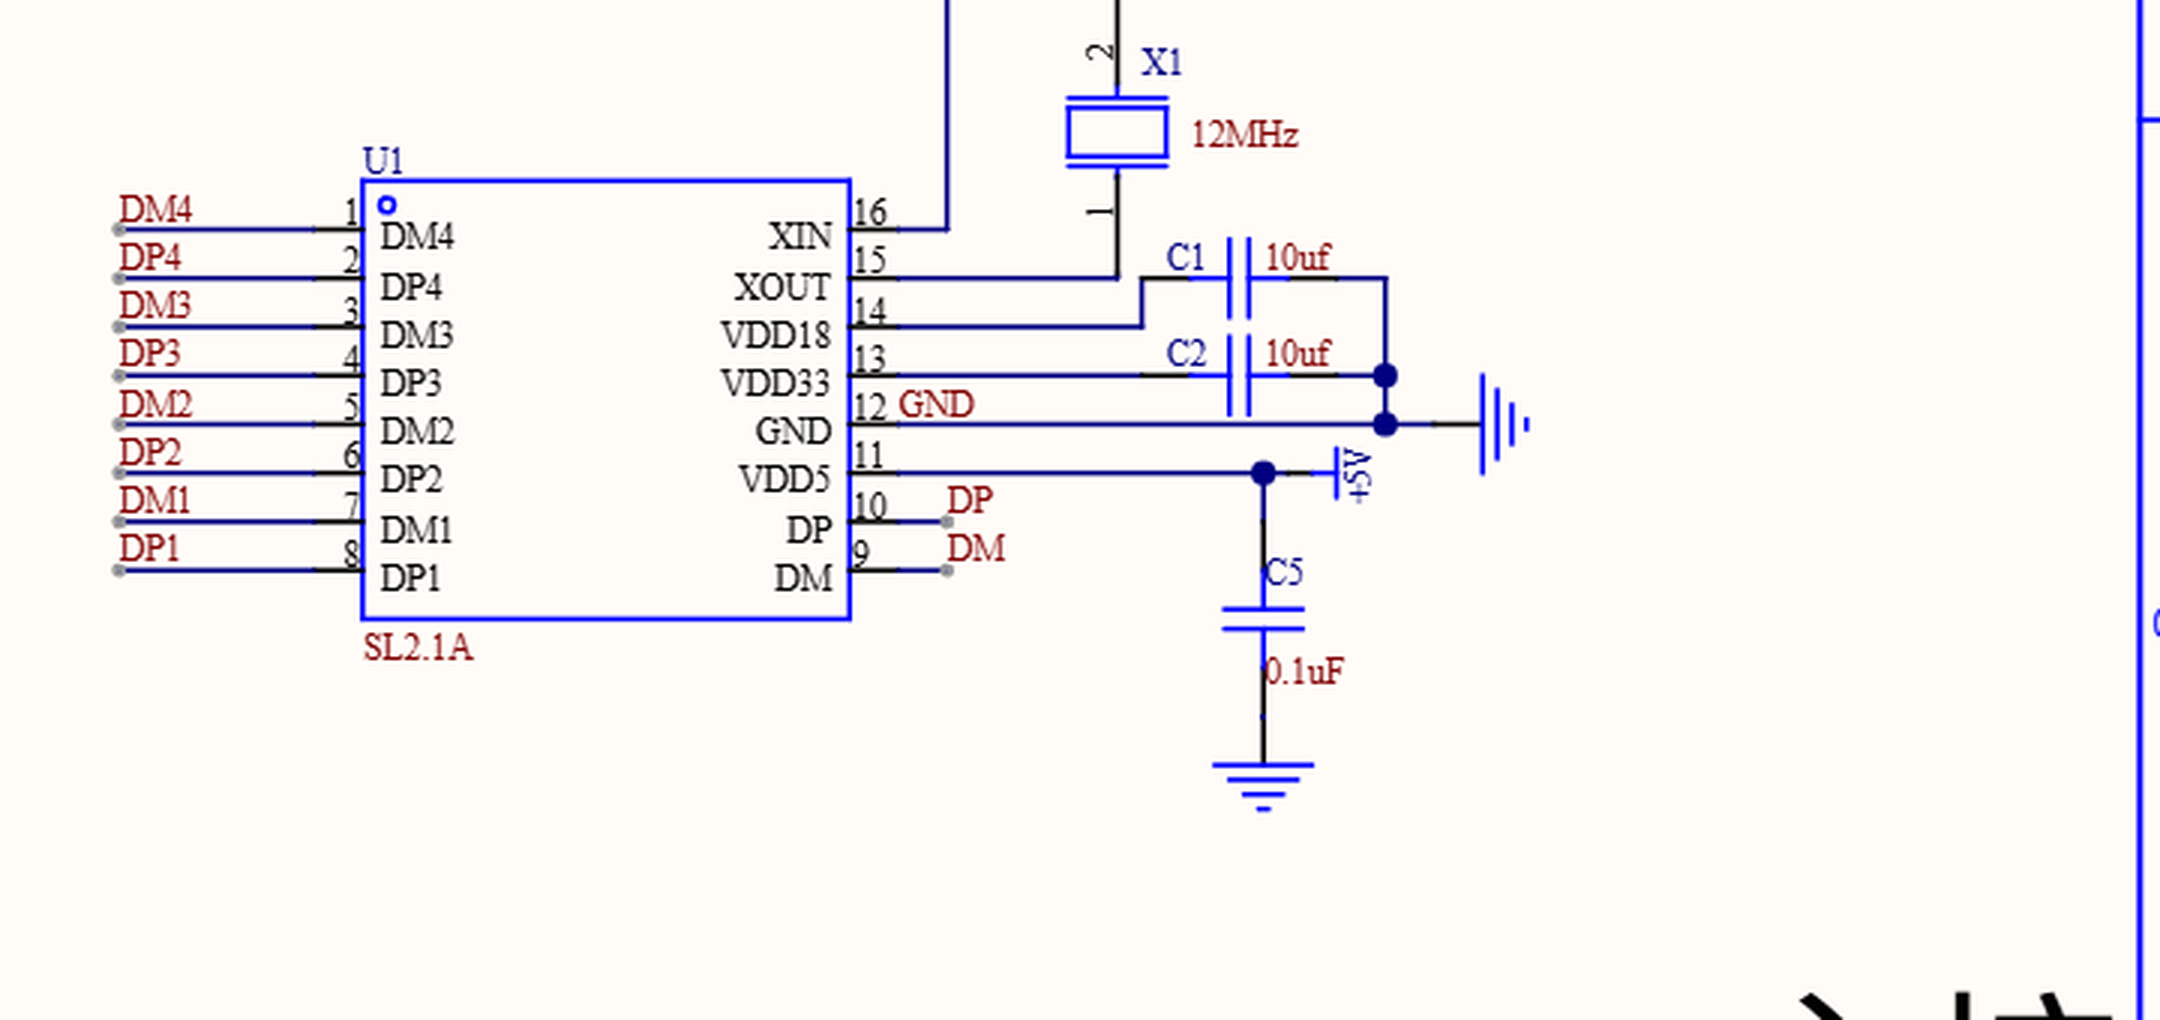 2
X1
12MHz
1
U1
DM4
1
DM4
XIN
16
DP4
2
DP4
XOUT
15
DM3
3
DM3
VDD18
14
C1
10uf
DP3
4
DP3
VDD33
13
C2
10uf
DM2
5
DM2
GND
12
GND
DP2
6
DP2
VDD5
11
+5V
DM1
7
DM1
DP
10
DP
DP1
8
DP1
DM
9
DM
C5
0.1uF
SL2.1A